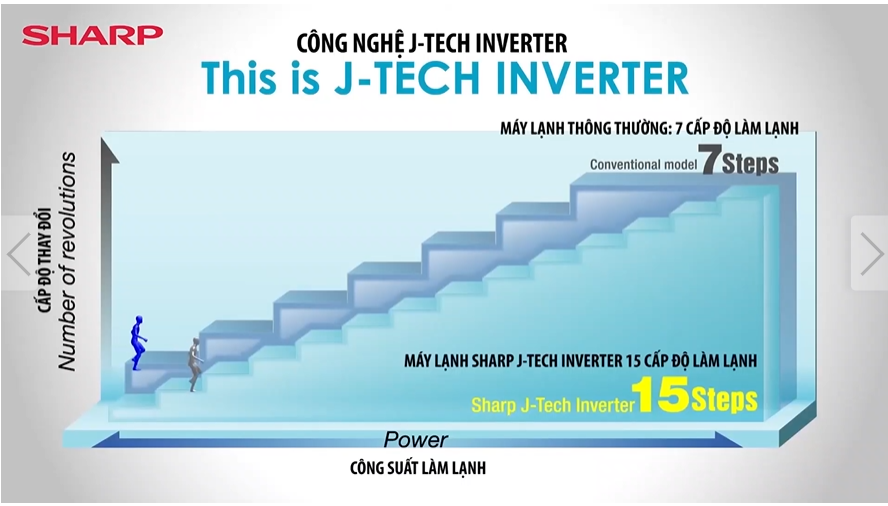 SHARP
CÔNG NGHỆ J-TECH INVERTER
This is J-TECH INVERTER
MÁY LẠNH THÔNG THƯỜNG: 7 CẤP ĐỘ LÀM LẠNH
Conventional model 7 Steps
CẤP ĐỘ THAY ĐỔI
Number of revolutions
MÁY LẠNH SHARP J-TECH INVERTER 15 CẤP ĐỘ LÀM LẠNH
Sharp J-Tech Inverter 15 Steps
Power
CÔNG SUẤT LÀM LẠNH